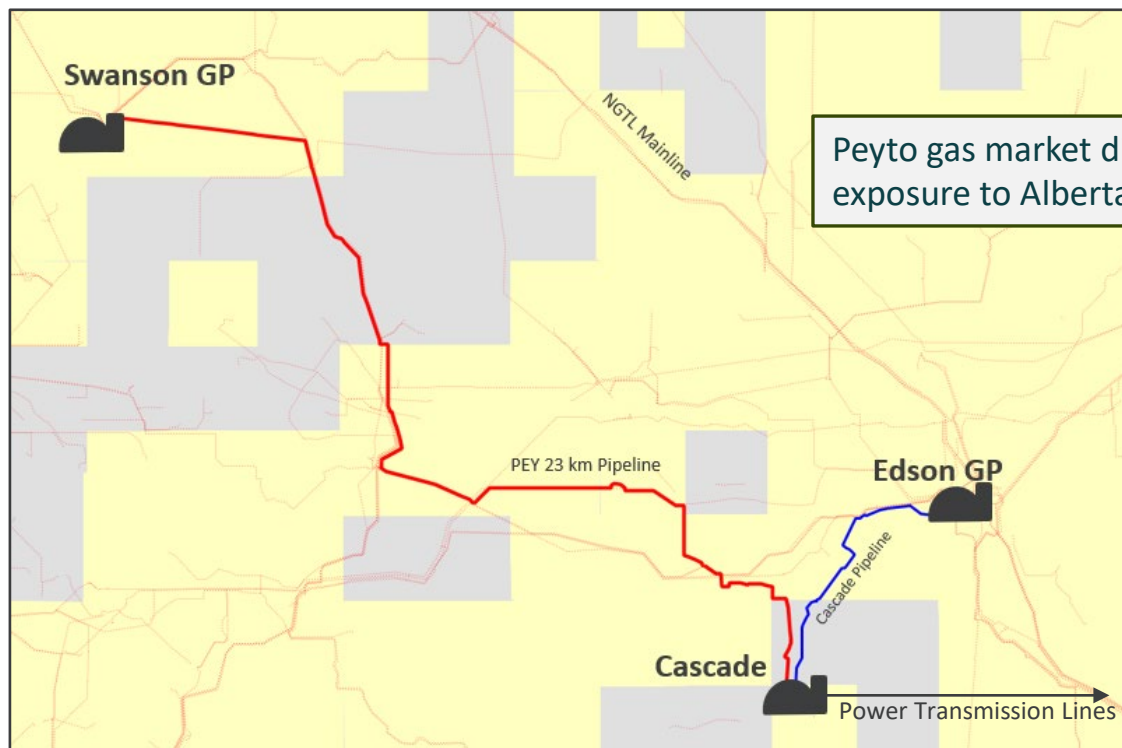 Swanson GP
NGTL Mainline
Peyto gas market d
exposure to Alberta
PEY 23 km Pipeline
Edson GP
Cascade Pipeline
Cascade
Power Transmission Lines